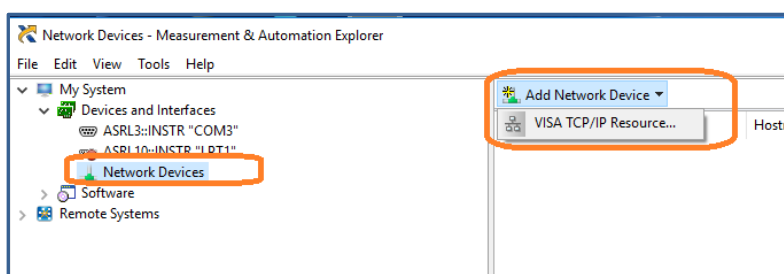 Network Devices - Measurement & Automation Explorer
File Edit View Tools Help
My System
Devices and Interfaces
ASRL3::INSTR "COM3"
ASRL10::INSTR "LPT1"
Network Devices
Software
Remote Systems
Add Network Device
VISA TCP/IP Resource...
Host